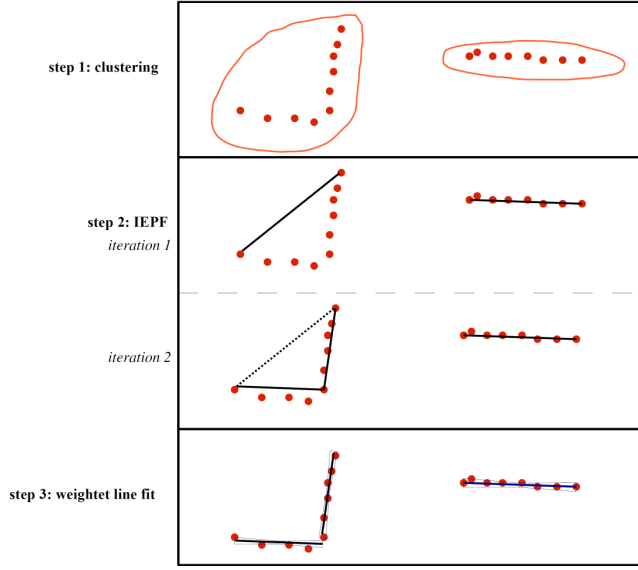 step 1: clustering
step 2: IEPF
iteration 1
iteration 2
step 3: weightet line fit